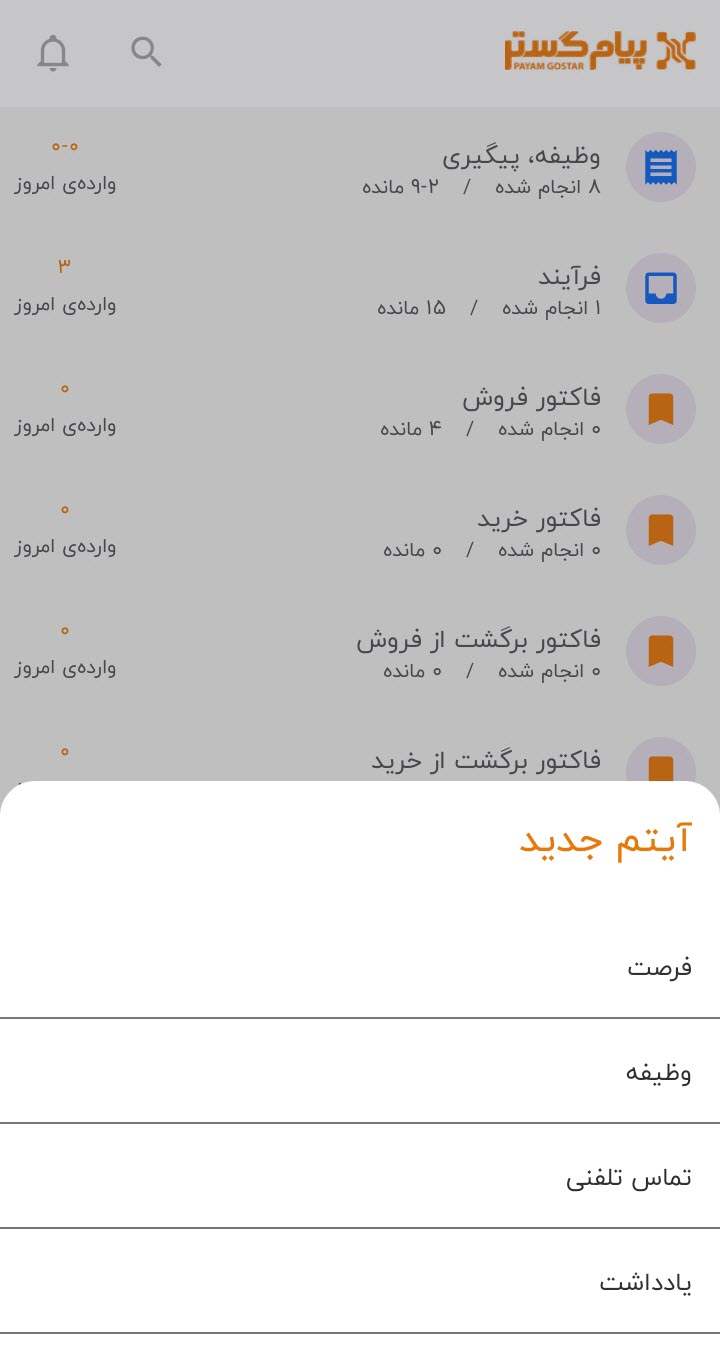 پیام گستر
PAYAM GOSTAR
وظیفه، پیگیری
۰-۰
۸ انجام شده / ۲-۹ مانده
وارده‌ی امروز
فرآیند
۳
۱ انجام شده / ۱۵ مانده
وارده‌ی امروز
فاکتور فروش
۰
۰ انجام شده / ۴ مانده
وارده‌ی امروز
فاکتور خرید
۰
۰ انجام شده / ۰ مانده
وارده‌ی امروز
فاکتور برگشت از فروش
۰
۰ انجام شده / ۰ مانده
وارده‌ی امروز
فاکتور برگشت از خرید
۰
آیتم جدید
فرصت
وظیفه
تماس تلفنی
یادداشت